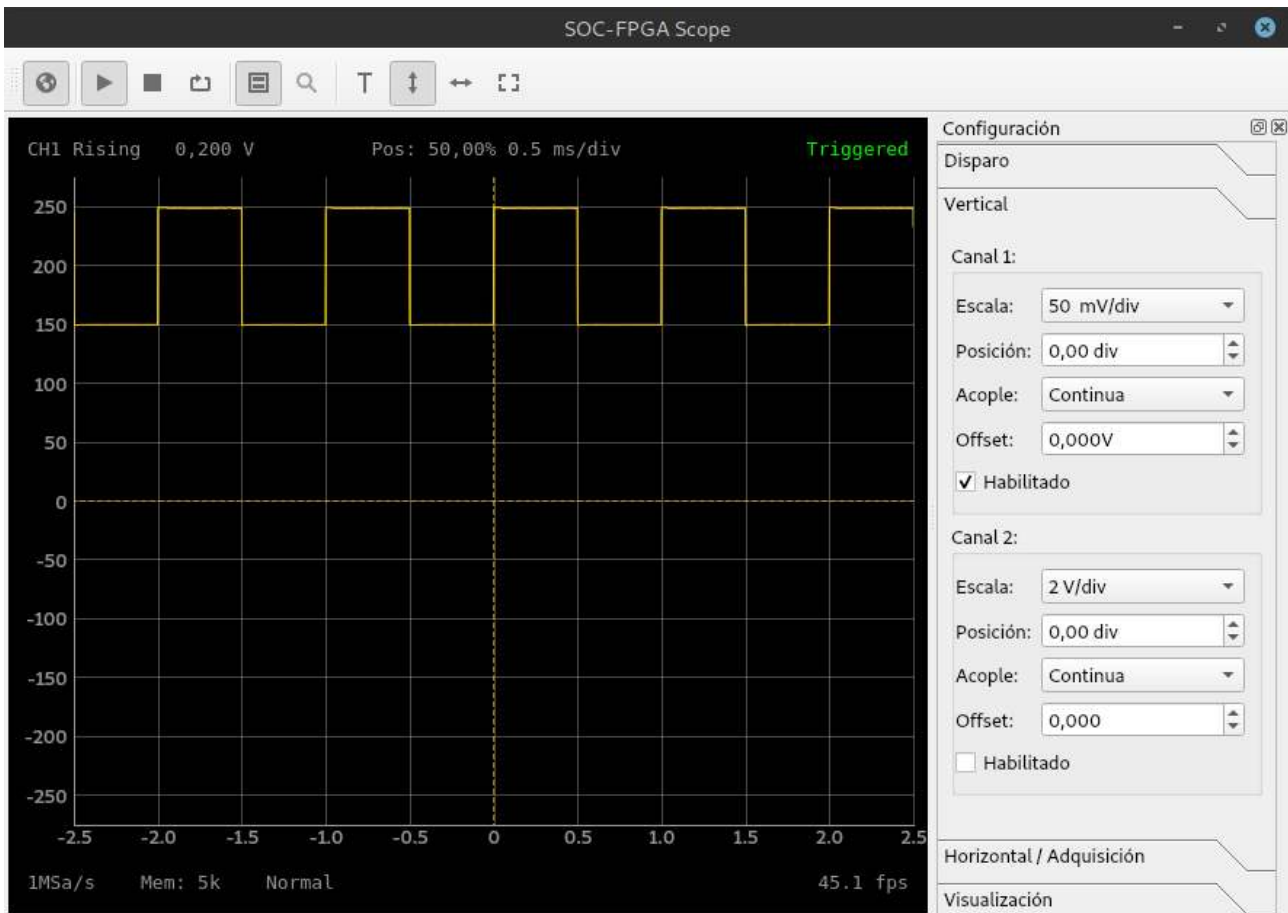 SOC-FPGA Scope
T
CH1 Rising 0,200 V Pos: 50,00% 0.5 ms/div Triggered
250
200
150
100
50
0
-50
-100
-150
-200
-250
-2.5 -2.0 -1.5 -1.0 -0.5 0 0.5 1.0 1.5 2.0 2.5
1MSa/s Mem: 5k Normal 45.1 fps
Configuración
Disparo
Vertical
Canal 1:
Escala: 50 mV/div
Posición: 0,00 div
Acople: Continua
Offset: 0,000V
Habilitado
Canal 2:
Escala: 2 V/div
Posición: 0,00 div
Acople: Continua
Offset: 0,000
Habilitado
Horizontal / Adquisición
Visualización